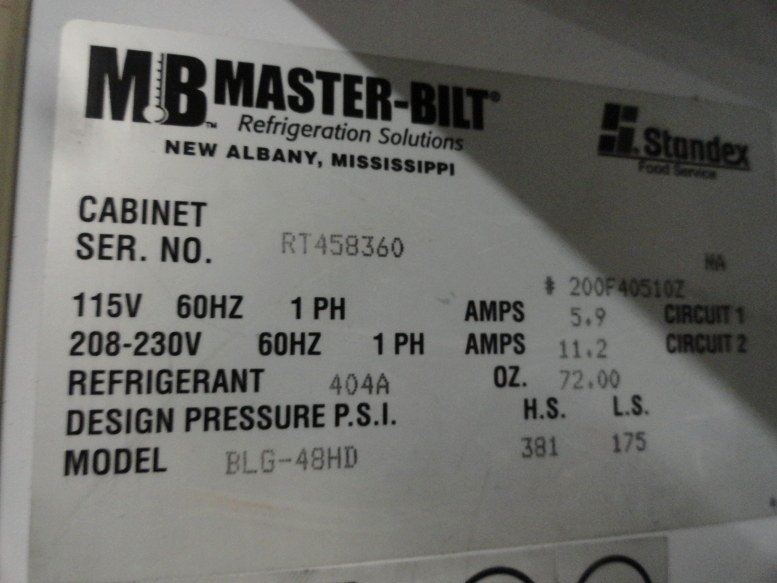 MB™ MASTER-BILT®
Refrigeration Solutions
NEW ALBANY, MISSISSIPPI
Standex
Food Service
CABINET
SER. NO. RT458360
NA
# 200F40510Z
115V 60HZ 1 PH AMPS 5.9 CIRCUIT 1
208-230V 60HZ 1 PH AMPS 11.2 CIRCUIT 2
REFRIGERANT 404A OZ. 72.00
DESIGN PRESSURE P.S.I. H.S. L.S.
MODEL BLG-48HD 381 175